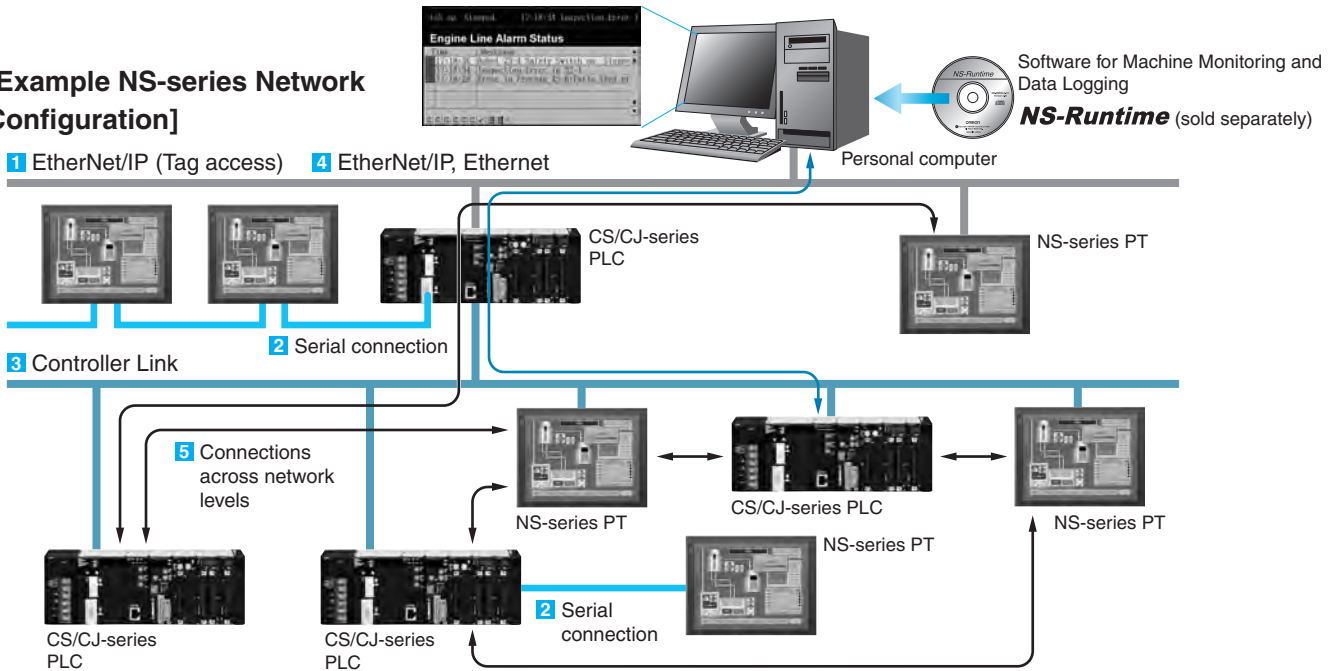 Engine Line Alarm Status
Example NS-series Network
Configuration]
NS-Runtime
Software for Machine Monitoring and
Data Logging
NS-Runtime (sold separately)
Personal computer
1 EtherNet/IP (Tag access)
4 EtherNet/IP, Ethernet
CS/CJ-series
PLC
NS-series PT
2 Serial connection
3 Controller Link
5 Connections
across network
levels
NS-series PT
CS/CJ-series PLC
NS-series PT
NS-series PT
2 Serial
connection
CS/CJ-series
PLC
CS/CJ-series
PLC